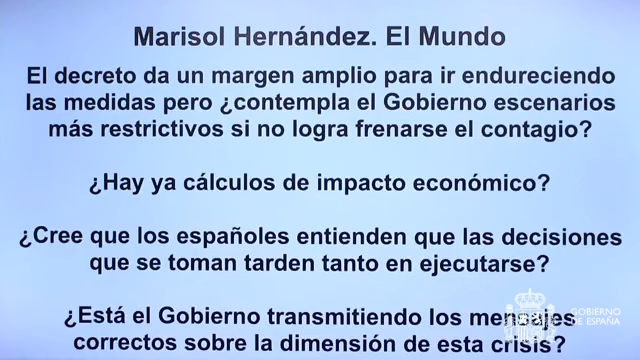 Marisol Hernández. El Mundo
El decreto da un margen amplio para ir endureciendo
las medidas pero ¿contempla el Gobierno escenarios
más restrictivos si no logra frenarse el contagio?
¿Hay ya cálculos de impacto económico?
¿Cree que los españoles entienden que las decisiones
que se toman tarden tanto en ejecutarse?
¿Está el Gobierno transmitiendo los mensajes
correctos sobre la dimensión de esta crisis?
GOBIERNO
DE ESPAÑA